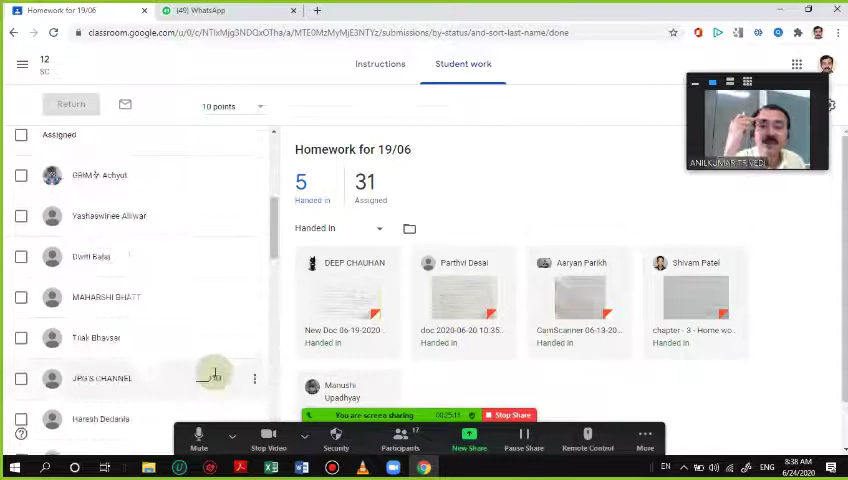 Homework for 19/06
(49) WhatsApp
classroom.google.com/u/0/c/NTIxMjg3NDQxOTha/a/MTE0MzMyMjE3NTYz/submissions/by-status/and-sort-last-name/done
12
SC
Instructions
Student work
Return
10 points
Assigned
Achyut
Yashaswinee Alliwar
MAHARSHI BHATT
Bhavsar
JPG'S CHANNEL
Haresh Dedania
Homework for 19/06
5
31
Handed in
Assigned
Handed in
DEEP CHAUHAN
New Doc 06-19-2020...
Handed in
Parthvi Desai
doc 2020-06-20 10:35...
Handed in
Aaryan Parikh
CamScanner 06-13-20...
Handed in
Shivam Patel
chapter - 3 - Home wo...
Handed in
Manushi
Upadhyay
ANILKUMAR TRIVEDI
You are screen sharing
Stop Share
Mute
Stop Video
Security
17
Participants
New Share
Pause Share
Remote Control
More
EN
ENG
8:38 AM
6/24/2020